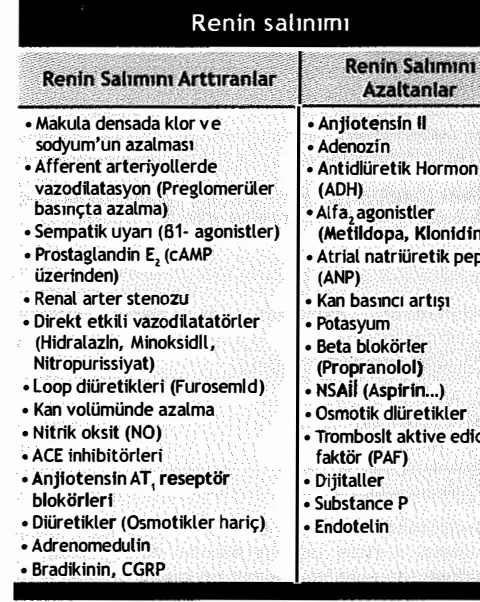 Renin salınımı
Renin Salımını Arttıranlar
• Makula densada klor ve
sodyum'un azalması
• Afferent arteriyollerde
vazodilatasyon (Preglomerüler
basınçta azalma)
• Sempatik uyarı (ß1- agonistler)
• Prostaglandin E₂ (cAMP
üzerinden)
• Renal arter stenozu
• Direkt etkili vazodilatatörler
(Hidralazin, Minoksidil,
Nitropurissiyat)
• Loop diüretikleri (Furosemid)
• Kan volümünde azalma
• Nitrik oksit (NO)
• ACE inhibitörleri
• Anjiotensin AT₁ reseptör
blokörleri
• Diüretikler (Osmotikler hariç)
• Adrenomedulin
• Bradikinin, CGRP
Renin Salımını
Azaltanlar
• Anjiotensin II
• Adenozin
• Antidiüretik Hormon
(ADH)
• Alfa₂ agonistler
(Metildopa, Klonidin
• Atrial natriüretik pep
(ANP)
• Kan basıncı artışı
• Potasyum
• Beta blokörler
(Propranolol)
• NSAİİ (Aspirin...)
• Osmotik diüretikler
• Trombosit aktive edic
faktör (PAF)
• Dijitaller
• Substance P
• Endotelin